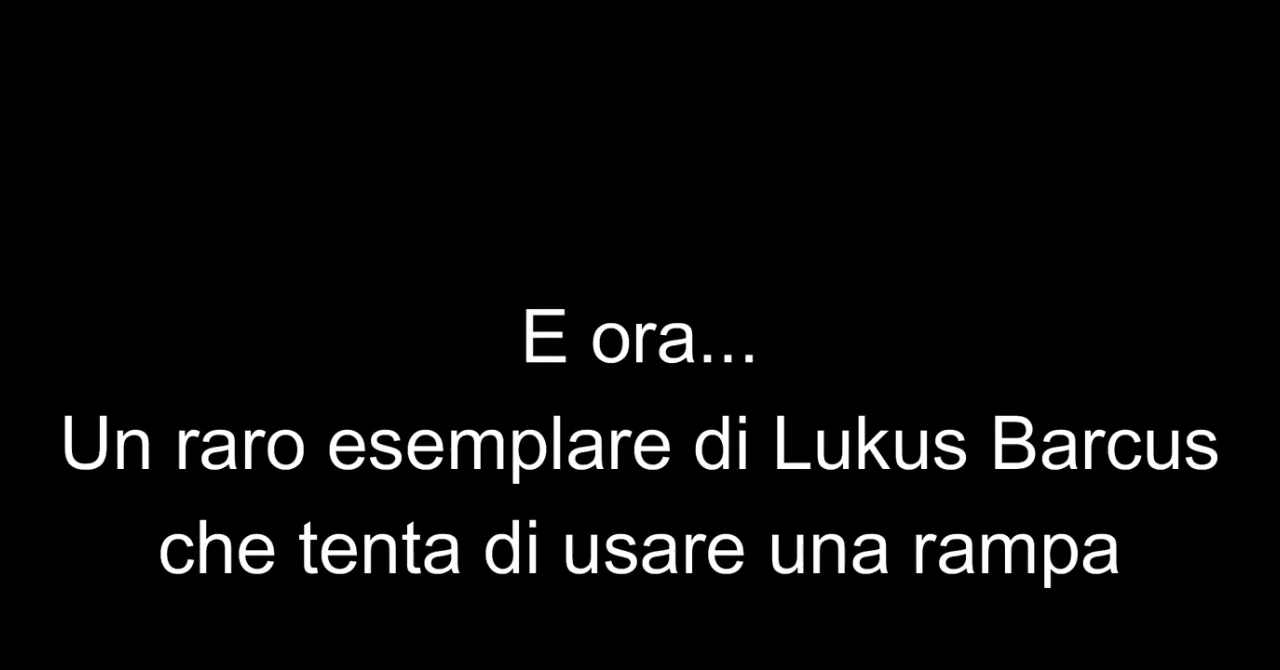 E ora...
Un raro esemplare di Lukus Barcus
che tenta di usare una rampa